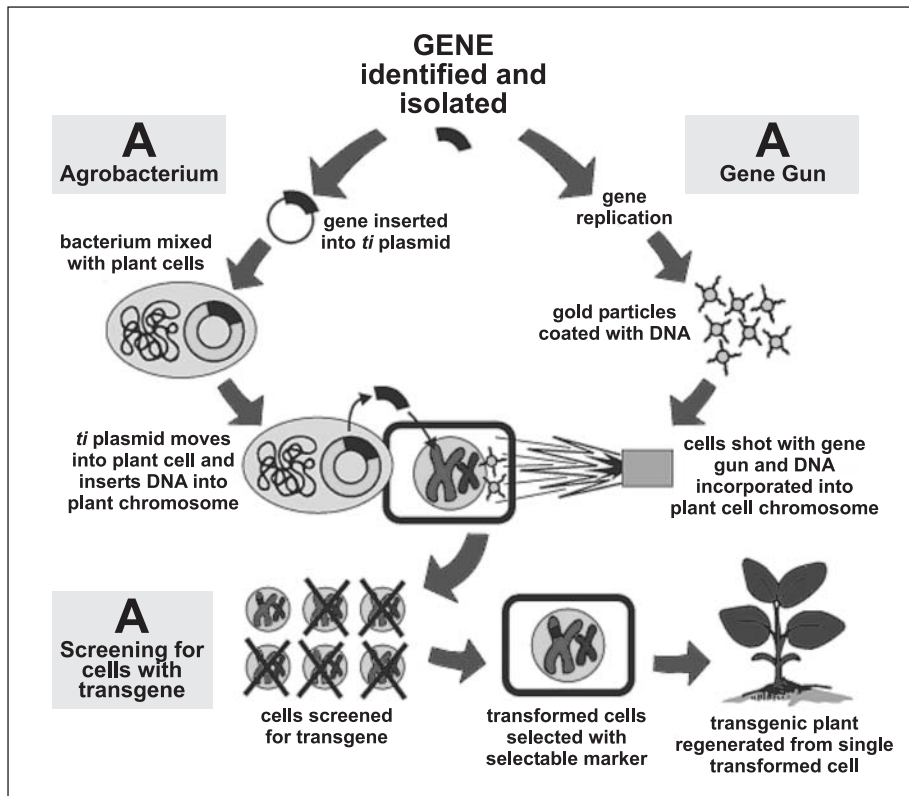 GENE
identified and
isolated
A
Agrobacterium
A
Gene Gun
gene inserted
into ti plasmid
gene
replication
bacterium mixed
with plant cells
gold particles
coated with DNA
ti plasmid moves
into plant cell and
inserts DNA into
plant chromosome
cells shot with gene
gun and DNA
incorporated into
plant cell chromosome
A
Screening for
cells with
transgene
cells screened
for transgene
transformed cells
selected with
selectable marker
transgenic plant
regenerated from single
transformed cell